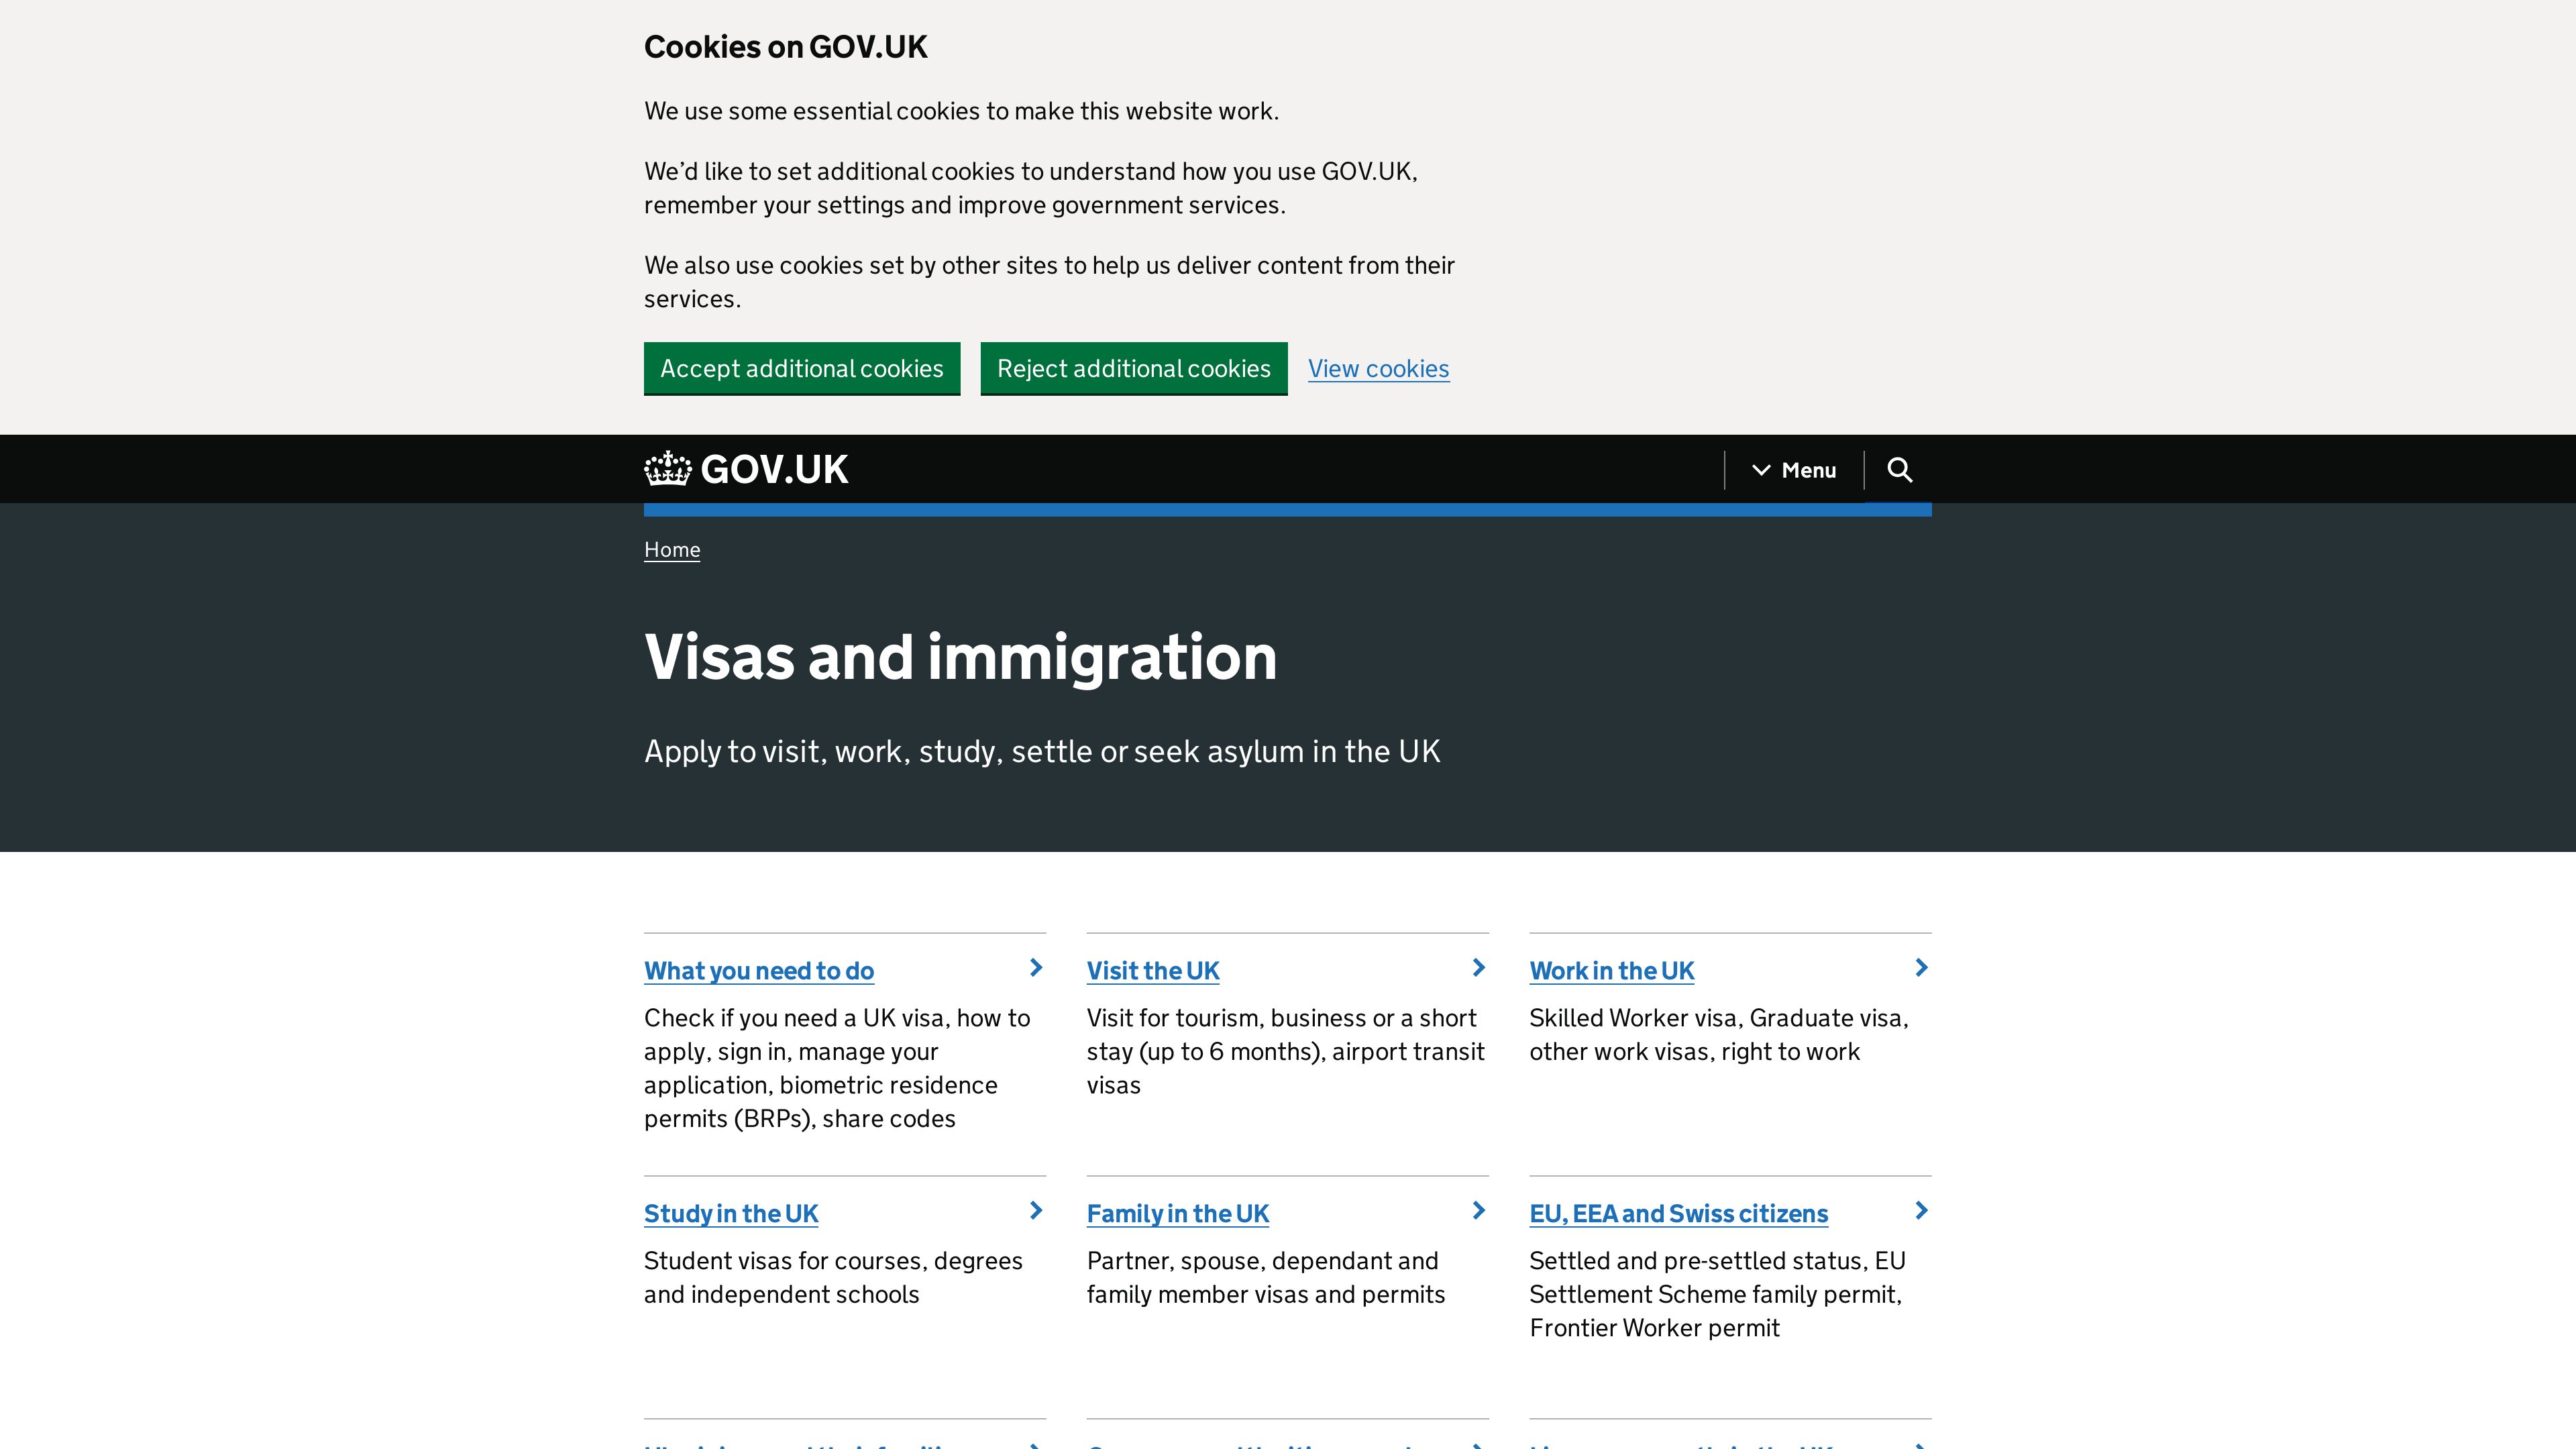 Cookies on GOV.UK
We use some essential cookies to make this website work.
We’d like to set additional cookies to understand how you use GOV.UK,
remember your settings and improve government services.
We also use cookies set by other sites to help us deliver content from their
services.
Accept additional cookies Reject additional cookies View cookies
GOV.UK Menu
Home
Visas and immigration
Apply to visit, work, study, settle or seek asylum in the UK
What you need to do
Check if you need a UK visa, how to
apply, sign in, manage your
application, biometric residence
permits (BRPs), share codes
Visit the UK
Visit for tourism, business or a short
stay (up to 6 months), airport transit
visas
Work in the UK
Skilled Worker visa, Graduate visa,
other work visas, right to work
Study in the UK
Student visas for courses, degrees
and independent schools
Family in the UK
Partner, spouse, dependant and
family member visas and permits
EU, EEA and Swiss citizens
Settled and pre-settled status, EU
Settlement Scheme family permit,
Frontier Worker permit